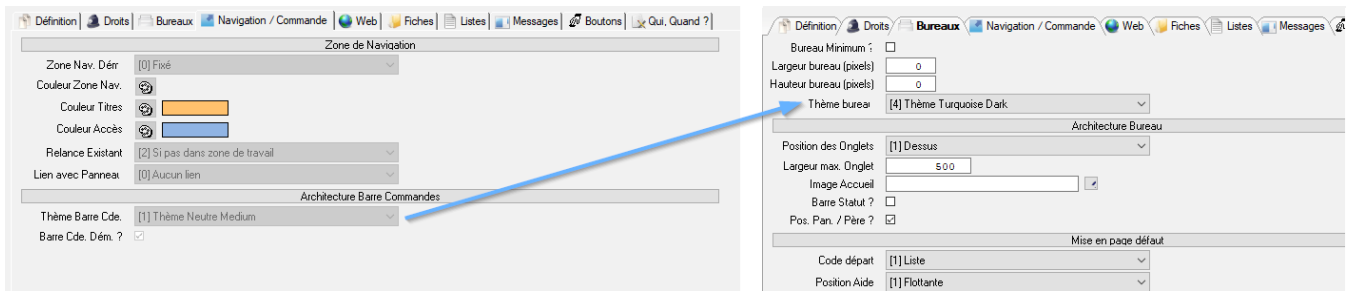 Définition Droits Bureaux Navigation / Commande Web Fiches Listes Messages Boutons Qui, Quand ?
Zone de Navigation
Zone Nav. Démr [0] Fixé
Couleur Zone Nav.
Couleur Titres
Couleur Accès
Relance Existant [2] Si pas dans zone de travail
Lien avec Panneau [0] Aucun lien
Architecture Barre Commandes
Thème Barre Cde. [1] Thème Neutre Medium
Barre Cde. Dém. ?
Définition Droits Bureaux Navigation / Commande Web Fiches Listes Messages
Bureau Minimum ?
Largeur bureau (pixels) 0
Hauteur bureau (pixels) 0
Thème bureau [4] Thème Turquoise Dark
Architecture Bureau
Position des Onglets [1] Dessus
Largeur max. Onglet 500
Image Accueil
Barre Statut ?
Pos. Pan. / Père ?
Mise en page défaut
Code départ [1] Liste
Position Aide [1] Flottante